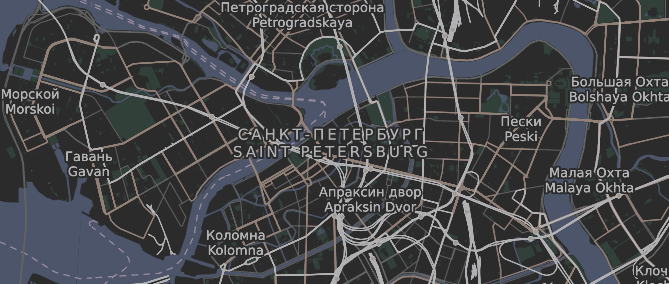 Петроградская сторона
Petrogradskaya
Большая Охта
Bolshaya Okhta
Морской
Morskoi
Пески
Peski
САНКТ-ПЕТЕРБУРГ
SAINT PETERSBURG
Гавань
Gavan
Малая Охта
Malaya Okhta
Апраксин двор
Apraksin Dvor
Коломна
Kolomna
Клоч